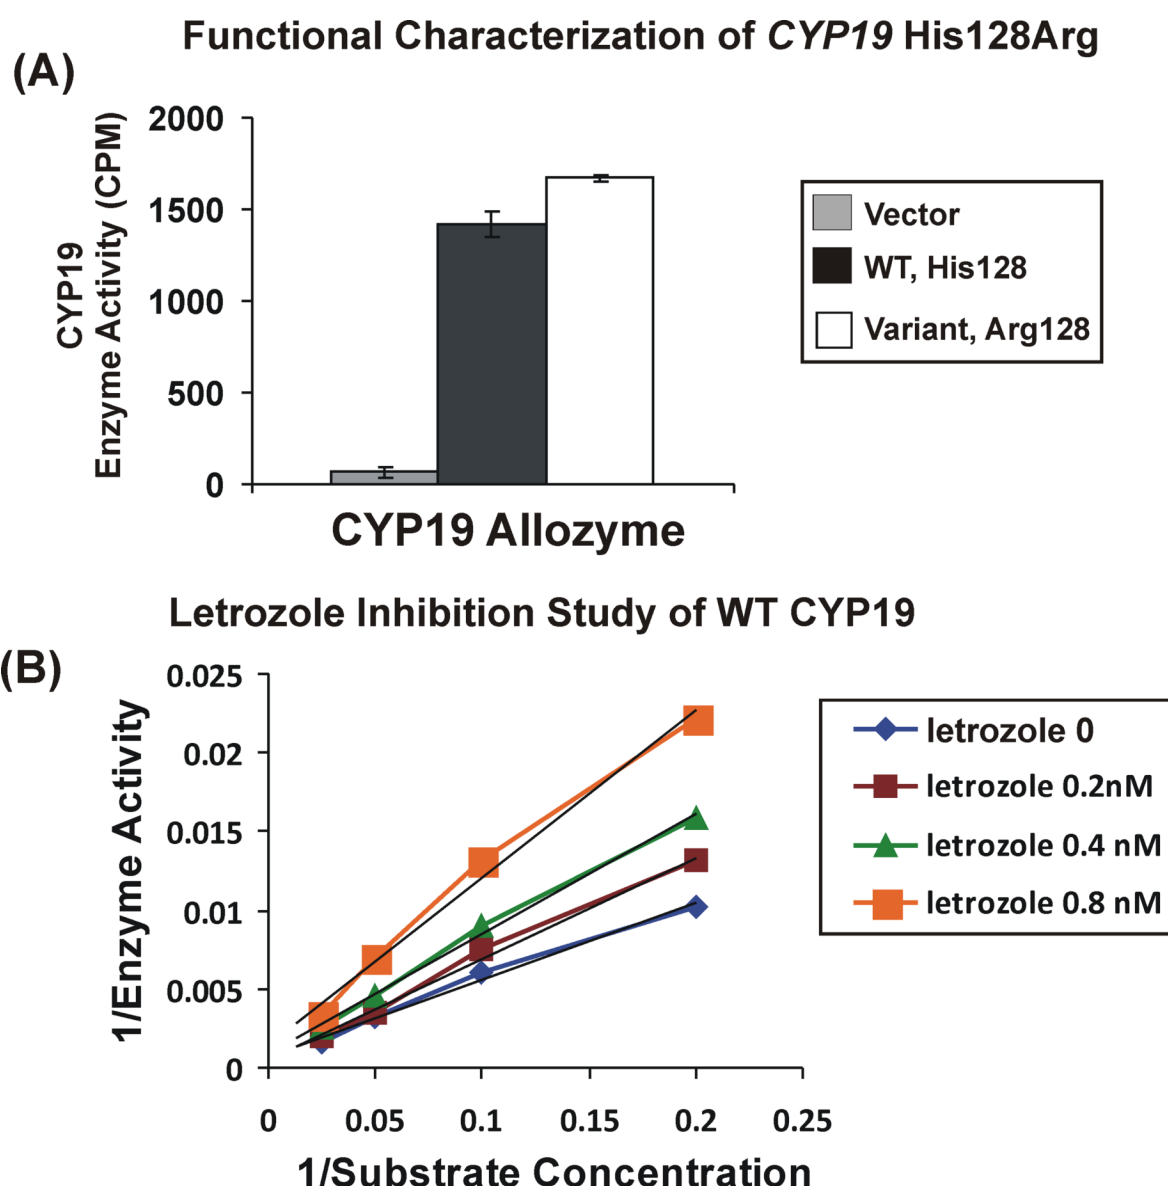 Functional Characterization of CYP19 His128Arg
(A)
CYP19
Enzyme Activity (CPM)
2000
1500
1000
500
0
Vector
WT, His128
Variant, Arg128
CYP19 Allozyme
Letrozole Inhibition Study of WT CYP19
(B)
1/Enzyme Activity
0.025
0.02
0.015
0.01
0.005
0
0 0.05 0.1 0.15 0.2 0.25
1/Substrate Concentration
letrozole 0
letrozole 0.2nM
letrozole 0.4 nM
letrozole 0.8 nM